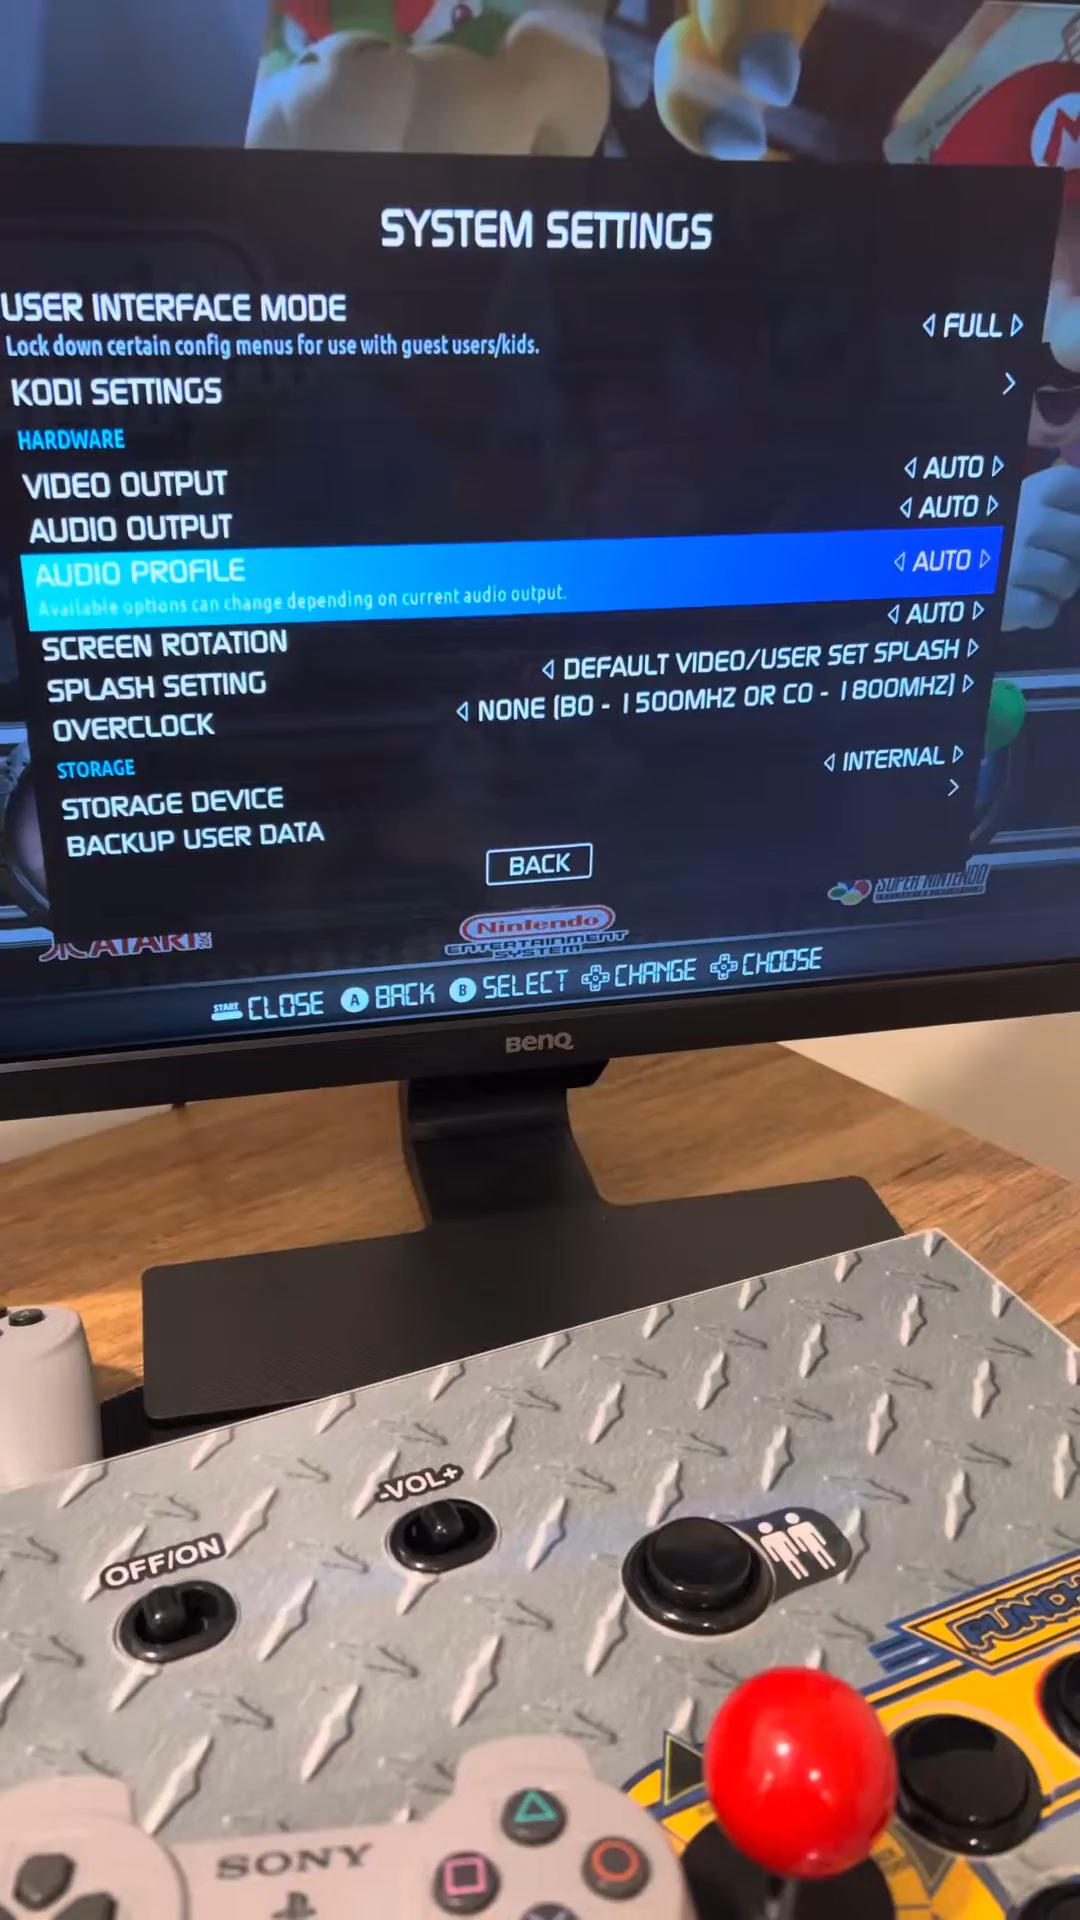 SYSTEM SETTINGS
USER INTERFACE MODE
FULL
Lock down certain config menus for use with guest users/kids.
KODI SETTINGS
HARDWARE
VIDEO OUTPUT
AUTO
AUDIO OUTPUT
AUTO
AUDIO PROFILE
AUTO
Available options can change depending on current audio output.
SCREEN ROTATION
AUTO
SPLASH SETTING
DEFAULT VIDEO/USER SET SPLASH
OVERCLOCK
NONE (B0 - 1500MHZ OR C0 - 1800MHZ)
STORAGE
STORAGE DEVICE
INTERNAL
BACKUP USER DATA
BACK
SUPER NINTENDO
ATARI
Nintendo
ENTERTAINMENT
SYSTEM
START CLOSE A BACK B SELECT CHANGE CHOOSE
BenQ
-VOL+
OFF/ON
PUNCH
SONY